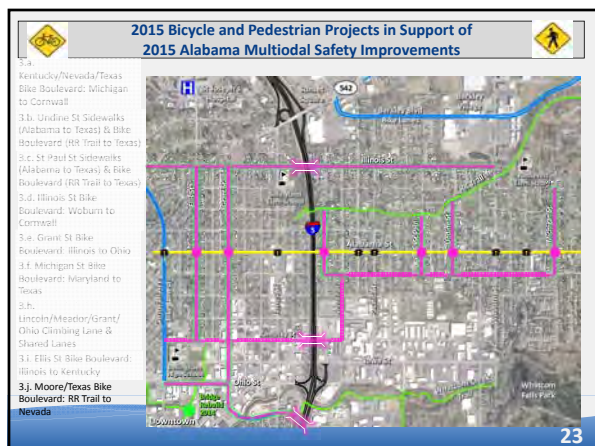 2015 Bicycle and Pedestrian Projects in Support of
2015 Alabama Multiodal Safety Improvements
3.a.
Kentucky/Nevada/Texas
Bike Boulevard: Michigan
to Cornwall
3.b. Undine St Sidewalks
(Alabama to Texas) & Bike
Boulevard (RR Trail to Texas)
3.c. St Paul St Sidewalks
(Alabama to Texas) & Bike
Boulevard (RR Trail to Texas)
3.d. Illinois St Bike
Boulevard: Woburn to
Cornwall
3.e. Grant St Bike
Boulevard: Illinois to Ohio
3.f. Michigan St Bike
Boulevard: Maryland to
Texas
3.h.
Lincoln/Meador/Grant/
Ohio Climbing Lane &
Shared Lanes
3.i. Ellis St Bike Boulevard:
Illinois to Kentucky
3.j. Moore/Texas Bike
Boulevard: RR Trail to
Nevada
H
542
Illinois St
5
Alabama St
Iowa St
Ohio St
Bridge
Rebuild
2014
Downtown
Whatcom
Falls Park
23